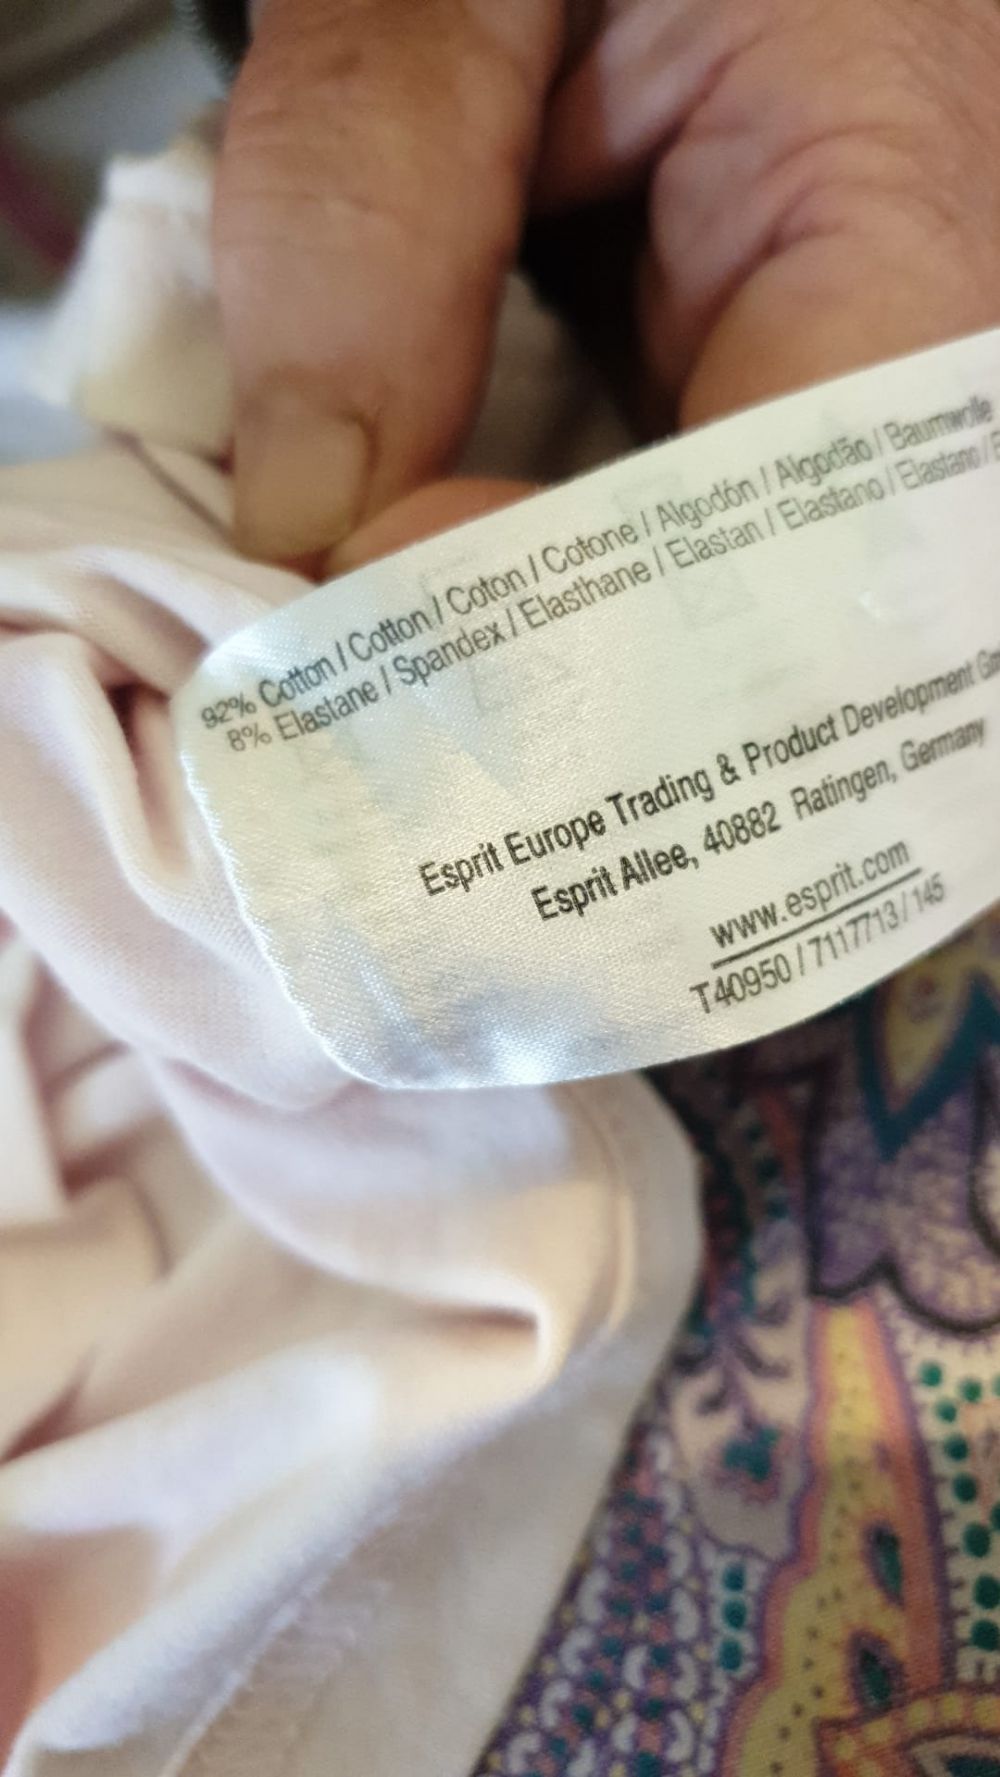 92% Cotton / Cotton / Coton / Cotone / Algodón / Algodão / Baumwolle
8% Elastane / Spandex / Elasthane / Elastan / Elastano / Elastano /
Esprit Europe Trading & Product Development
Esprit Allee, 40882 Ratingen, Germany
www.esprit.com
T40950 / 7117713 / 145